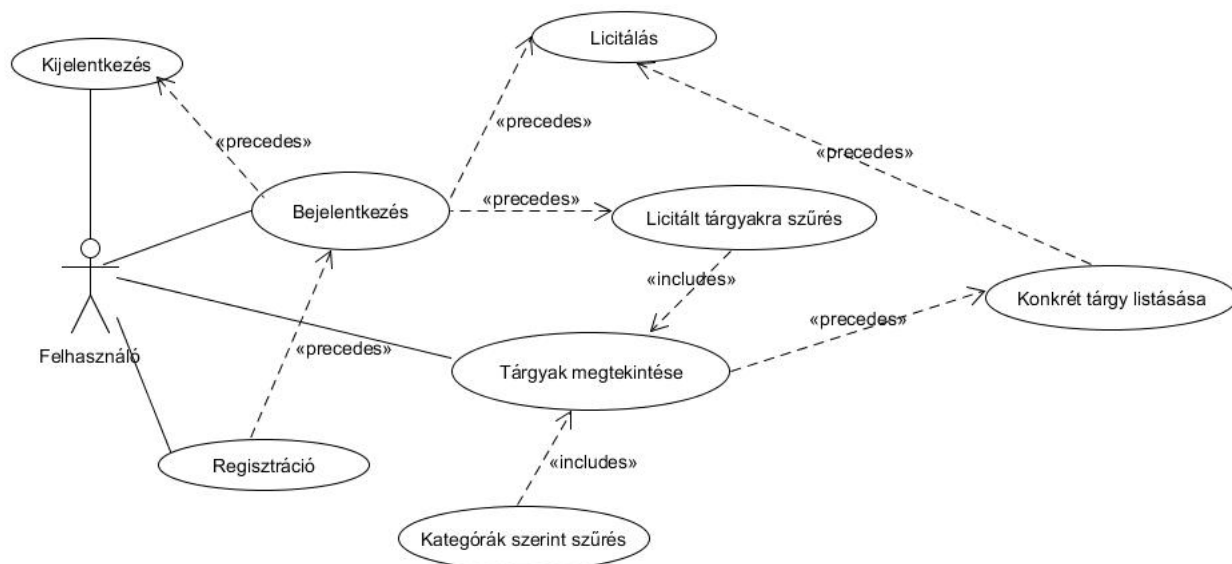 Licitálás
Kijelentkezés
«precedes»
«precedes»
«precedes»
«precedes»
Bejelentkezés
Licitált tárgyakra szűrés
«includes»
Konkrét tárgy listásása
«precedes»
Felhasználó
«precedes»
Tárgyak megtekintése
Regisztráció
«includes»
Kategórák szerint szűrés